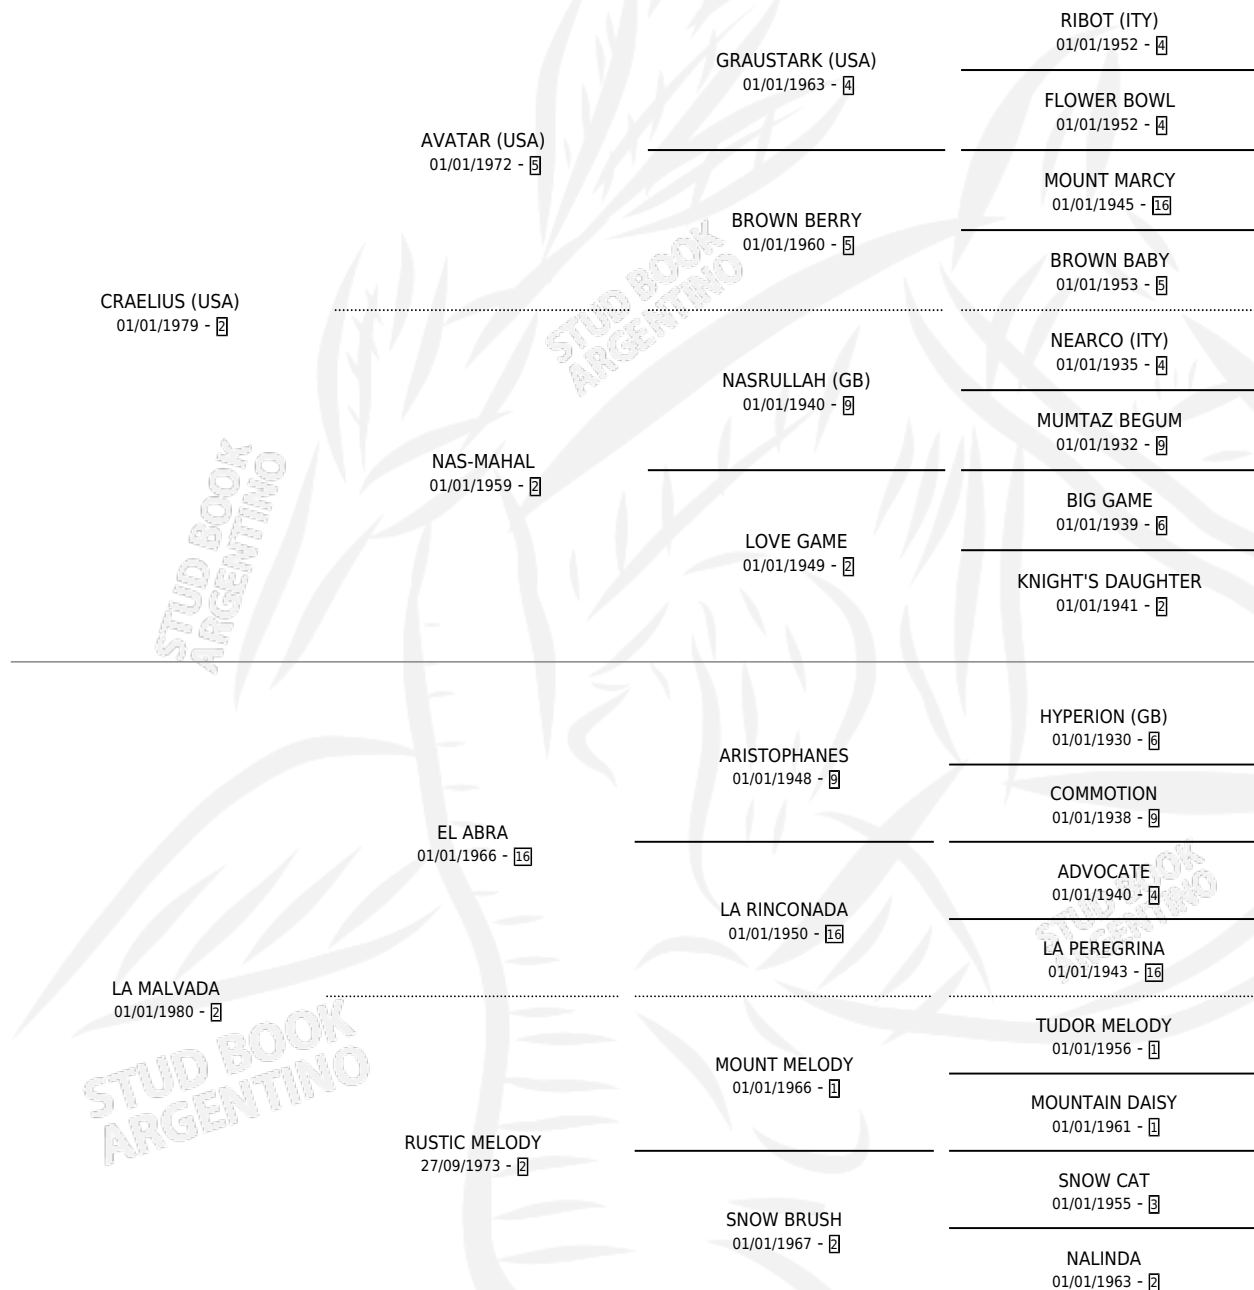 RIBOT (ITY)
01/01/1952 - 4
GRAUSTARK (USA)
01/01/1963 - 4
FLOWER BOWL
01/01/1952 - 4
AVATAR (USA)
01/01/1972 - 5
MOUNT MARCY
01/01/1945 - 16
BROWN BERRY
01/01/1960 - 5
BROWN BABY
01/01/1953 - 5
CRAELIUS (USA)
01/01/1979 - 2
NEARCO (ITY)
01/01/1935 - 4
NASRULLAH (GB)
01/01/1940 - 9
MUMTAZ BEGUM
01/01/1932 - 9
NAS-MAHAL
01/01/1959 - 2
BIG GAME
01/01/1939 - 6
LOVE GAME
01/01/1949 - 2
KNIGHT'S DAUGHTER
01/01/1941 - 2
HYPERION (GB)
01/01/1930 - 6
ARISTOPHANES
01/01/1948 - 9
COMMOTION
01/01/1938 - 9
EL ABRA
01/01/1966 - 16
ADVOCATE
01/01/1940 - 4
LA RINCONADA
01/01/1950 - 16
LA PEREGRINA
01/01/1943 - 16
LA MALVADA
01/01/1980 - 2
TUDOR MELODY
01/01/1956 - 1
MOUNT MELODY
01/01/1966 - 1
MOUNTAIN DAISY
01/01/1961 - 1
RUSTIC MELODY
27/09/1973 - 2
SNOW CAT
01/01/1955 - 3
SNOW BRUSH
01/01/1967 - 2
NALINDA
01/01/1963 - 2
STUD BOOK
ARGENTINO
STUD BOOK
ARGENTINO
STUD BOOK
ARGENTINO
STUD BOOK
ARGENTINO